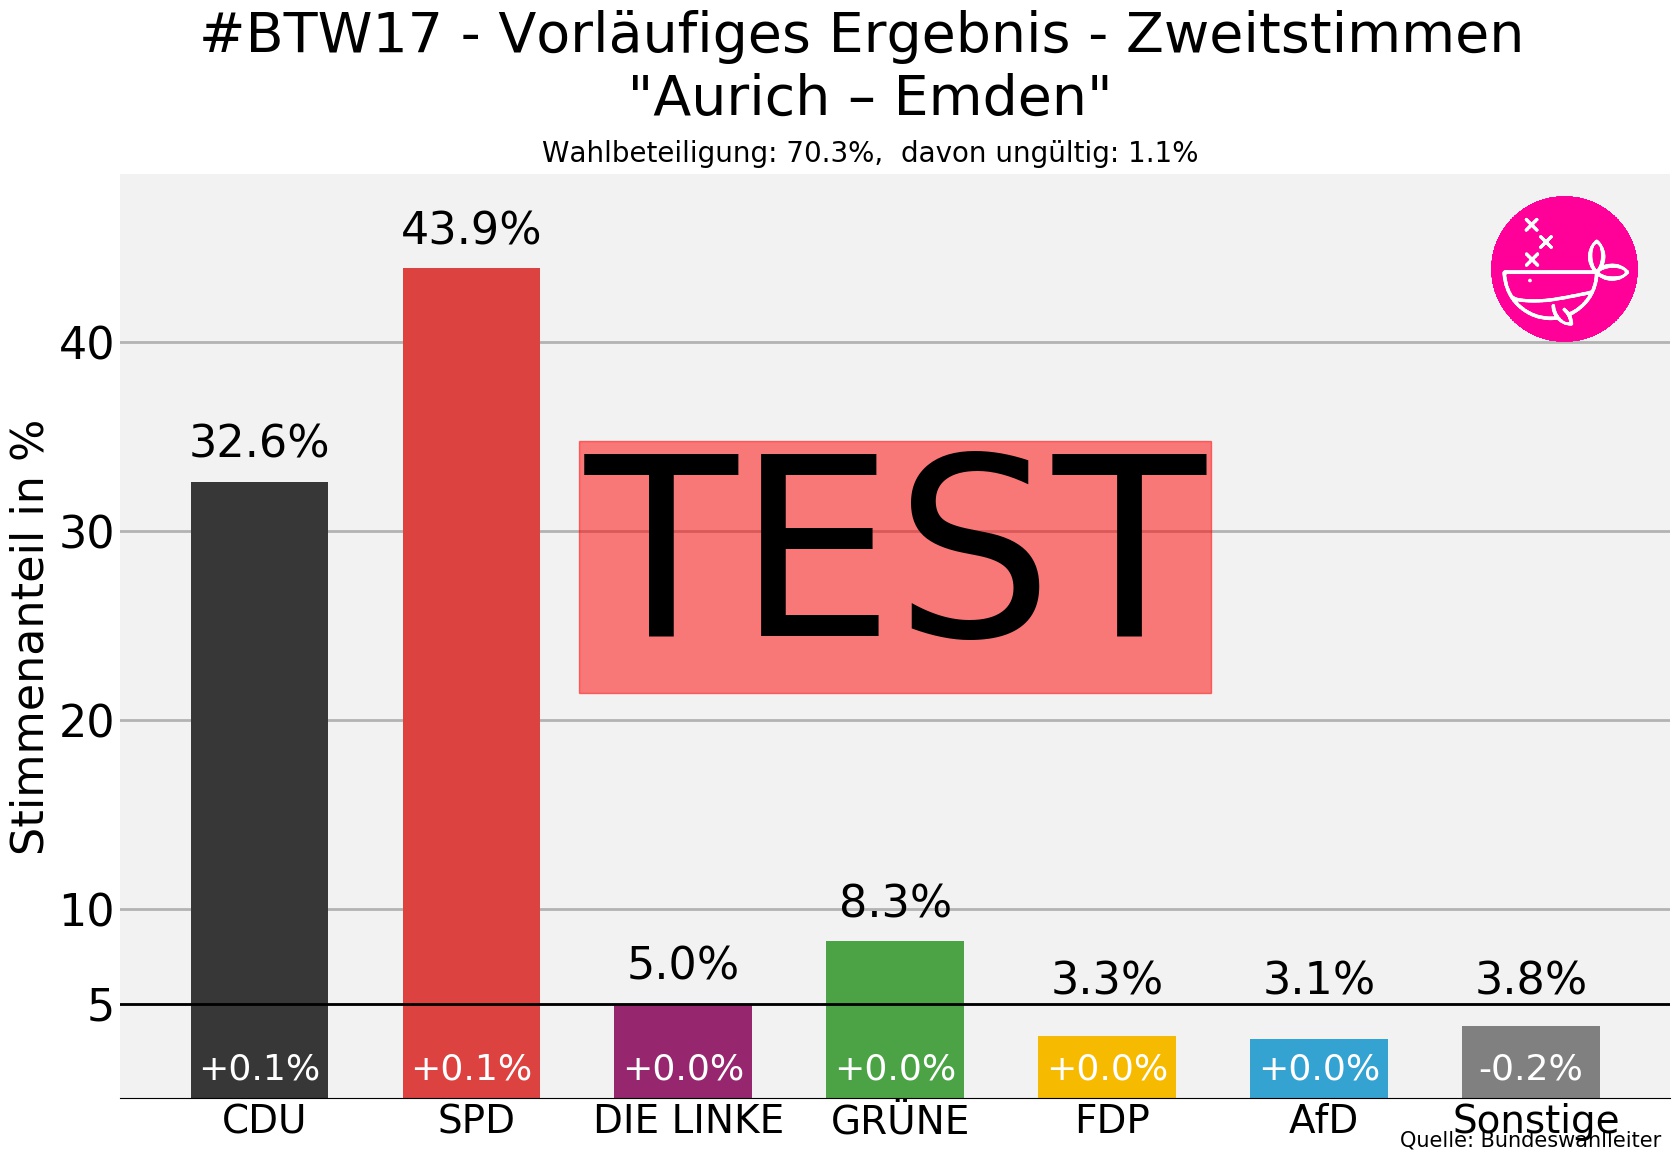 #BTW17 - Vorläufiges Ergebnis - Zweitstimmen
"Aurich – Emden"
Wahlbeteiligung: 70.3%,  davon ungültig: 1.1%
Stimmenanteil in %
40
30
20
10
5
32.6%
43.9%
5.0%
8.3%
3.3%
3.1%
3.8%
TEST
+0.1%
+0.1%
+0.0%
+0.0%
+0.0%
+0.0%
-0.2%
CDU
SPD
DIE LINKE
GRÜNE
FDP
AfD
Sonstige
Quelle: Bundeswahlleiter